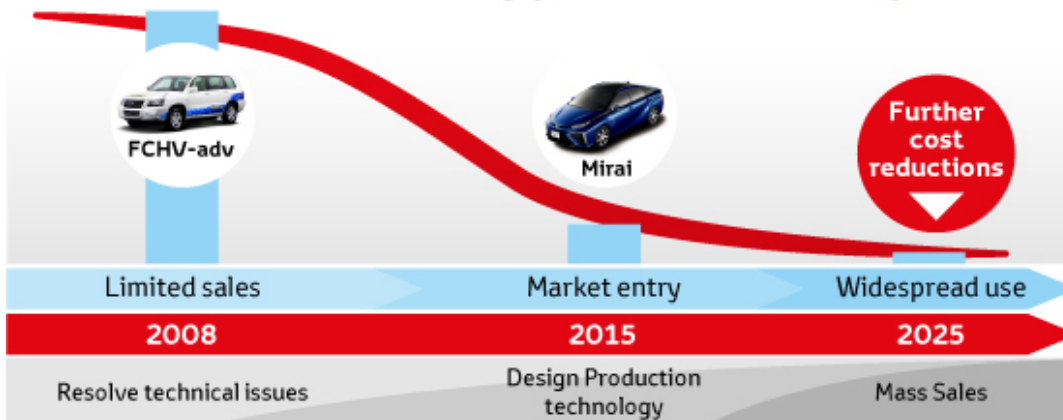 FCHV-adv
Mirai
Further
cost
reductions
Limited sales
Market entry
Widespread use
2008
2015
2025
Resolve technical issues
Design Production
technology
Mass Sales